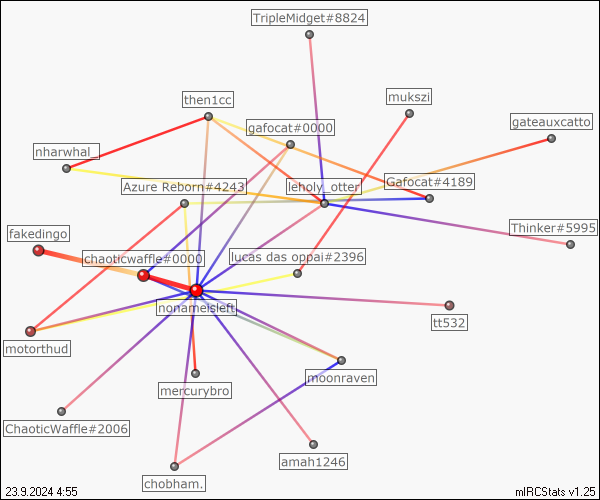 TripleMidget#8824
mukszi
then1cc
gateauxcatto
gafocat#0000
nharwhal_
Azure Reborn#4243
leholy_otter
Gafocat#4189
Thinker#5995
fakedingo
chaoticwaffle#0000
lucas das oppai#2396
nonameisleft
tt532
motorthud
moonraven
mercurybro
ChaoticWaffle#2006
amah1246
chobham.
23.9.2024 4:55
mIRCStats v1.25